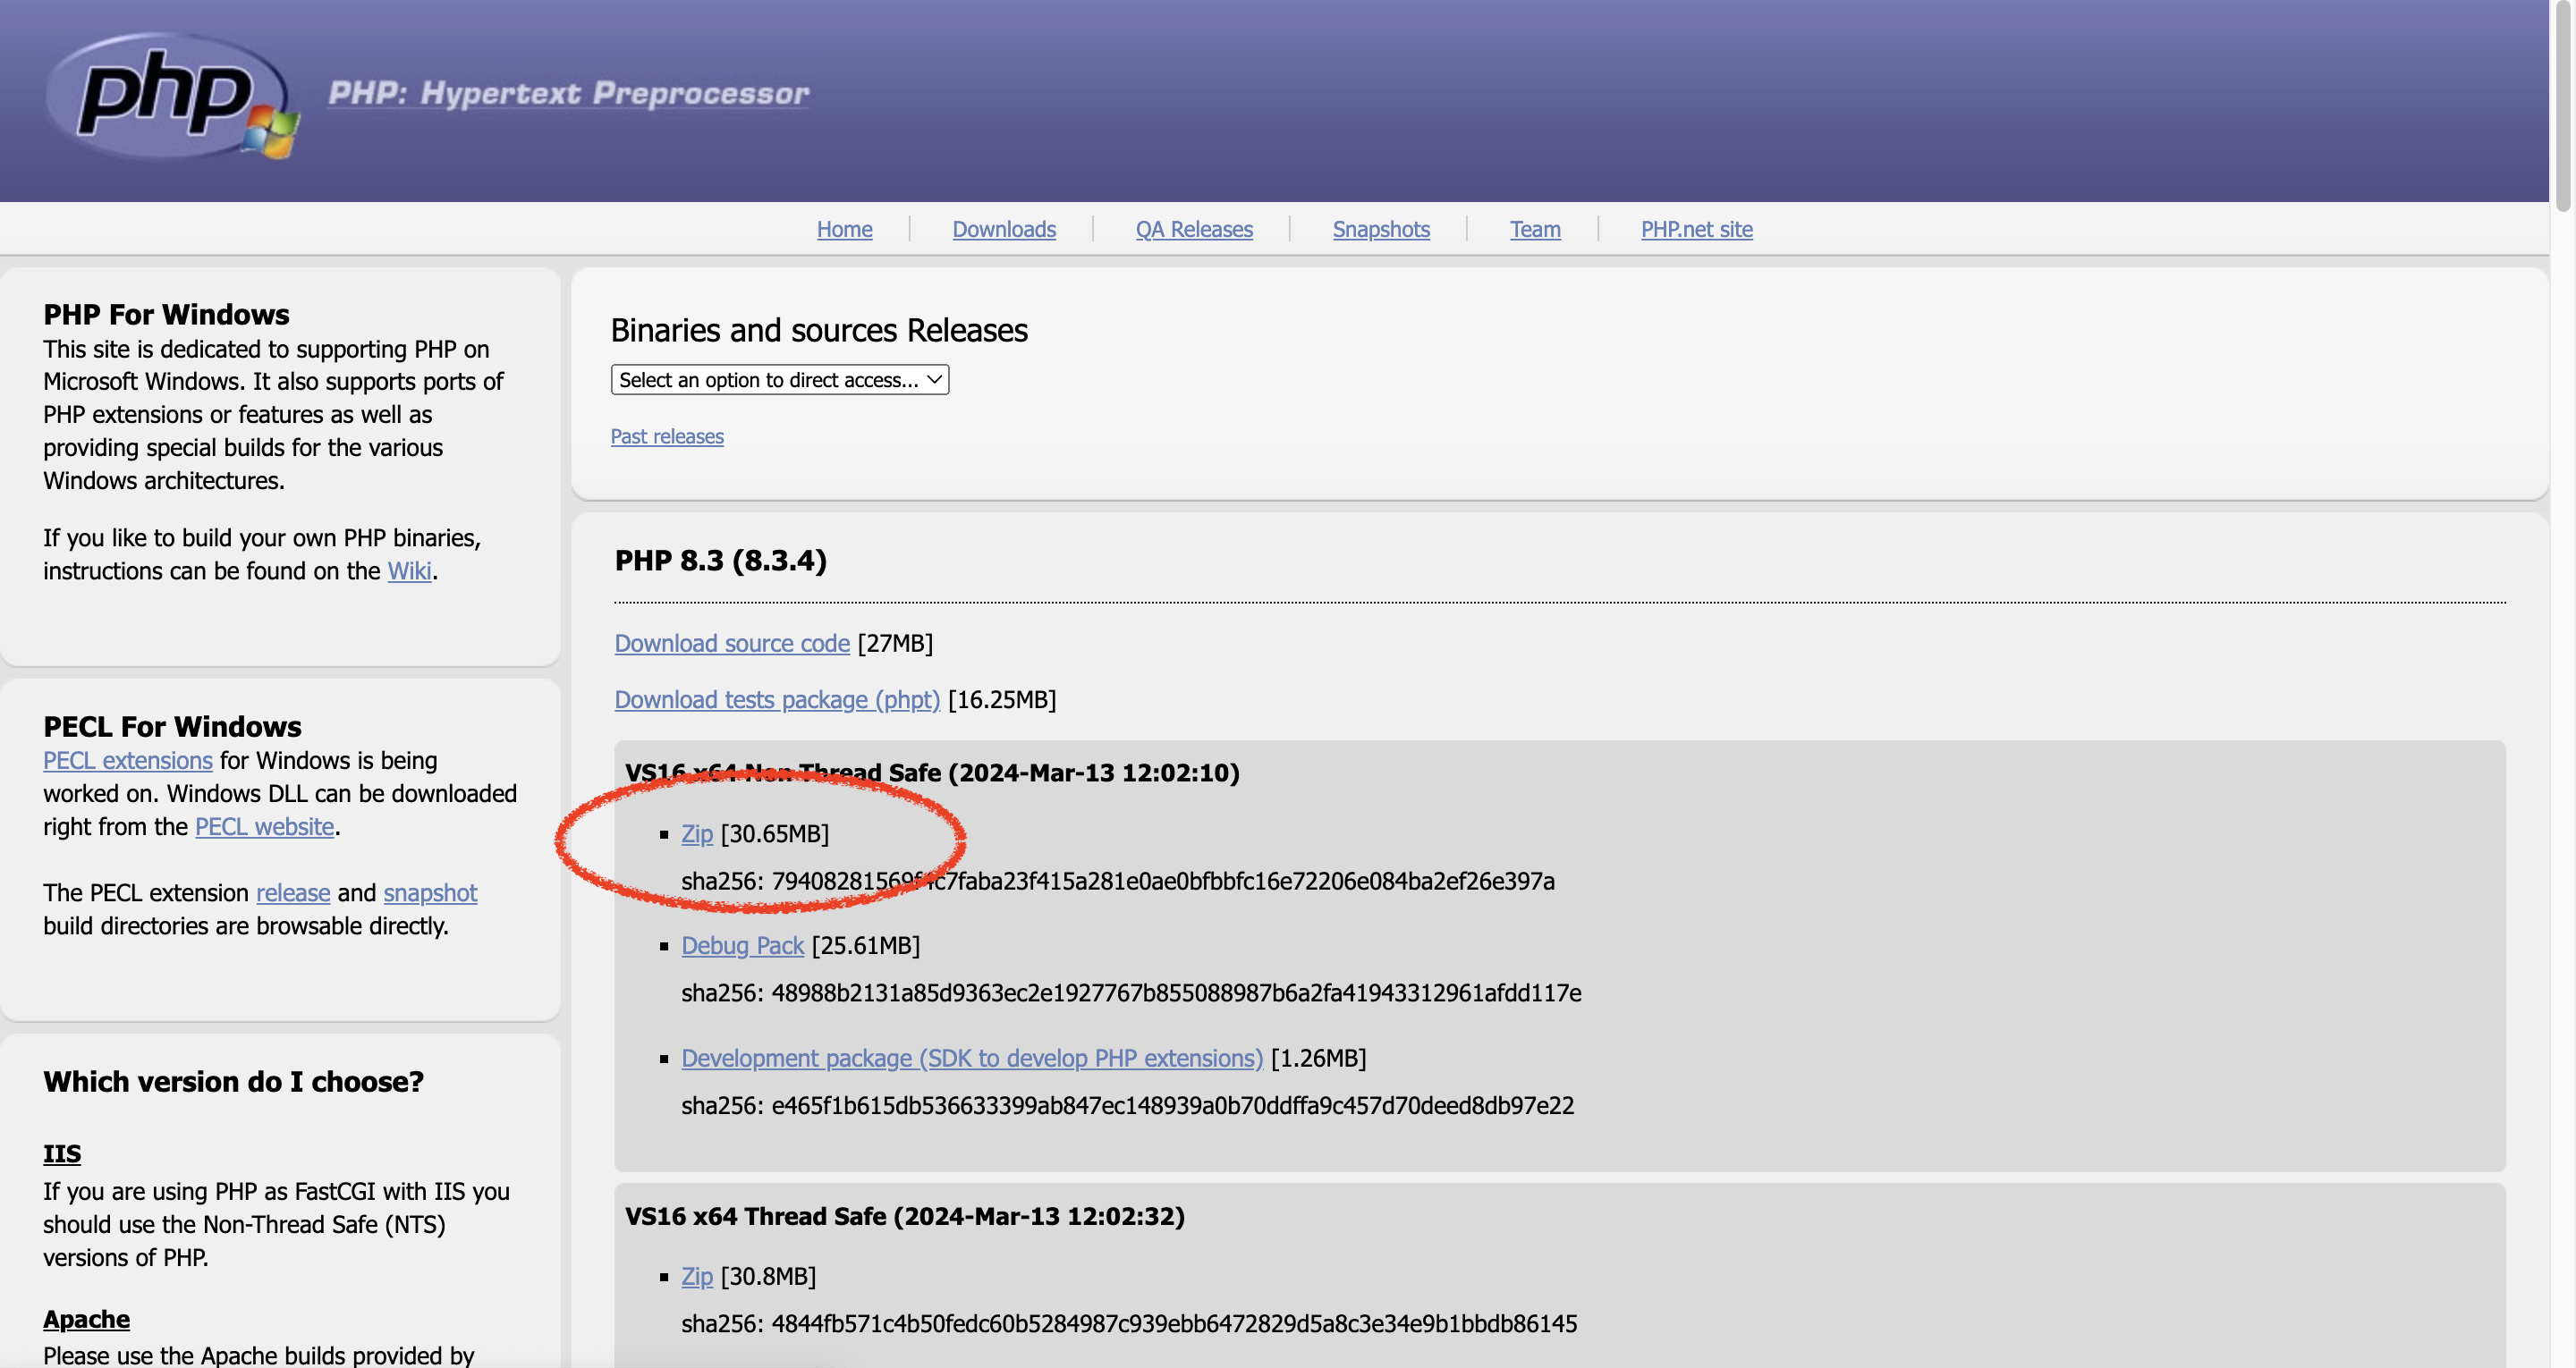 php
PHP: Hypertext Preprocessor
Home
Downloads
QA Releases
Snapshots
Team
PHP.net site
PHP For Windows
This site is dedicated to supporting PHP on
Microsoft Windows. It also supports ports of
PHP extensions or features as well as
providing special builds for the various
Windows architectures.
If you like to build your own PHP binaries,
instructions can be found on the Wiki.
PECL For Windows
PECL extensions for Windows is being
worked on. Windows DLL can be downloaded
right from the PECL website.
The PECL extension release and snapshot
build directories are browsable directly.
Which version do I choose?
IIS
If you are using PHP as FastCGI with IIS you
should use the Non-Thread Safe (NTS)
versions of PHP.
Apache
Please use the Apache builds provided by
Binaries and sources Releases
Select an option to direct access...
Past releases
PHP 8.3 (8.3.4)
Download source code [27MB]
Download tests package (phpt) [16.25MB]
VS16 x64 Non Thread Safe (2024-Mar-13 12:02:10)
Zip [30.65MB]
sha256: 79408281569f4c7faba23f415a281e0ae0bfbbfc16e72206e084ba2ef26e397a
Debug Pack [25.61MB]
sha256: 48988b2131a85d9363ec2e1927767b855088987b6a2fa41943312961afdd117e
Development package (SDK to develop PHP extensions) [1.26MB]
sha256: e465f1b615db536633399ab847ec148939a0b70ddffa9c457d70deed8db97e22
VS16 x64 Thread Safe (2024-Mar-13 12:02:32)
Zip [30.8MB]
sha256: 4844fb571c4b50fedc60b5284987c939ebb6472829d5a8c3e34e9b1bbdb86145